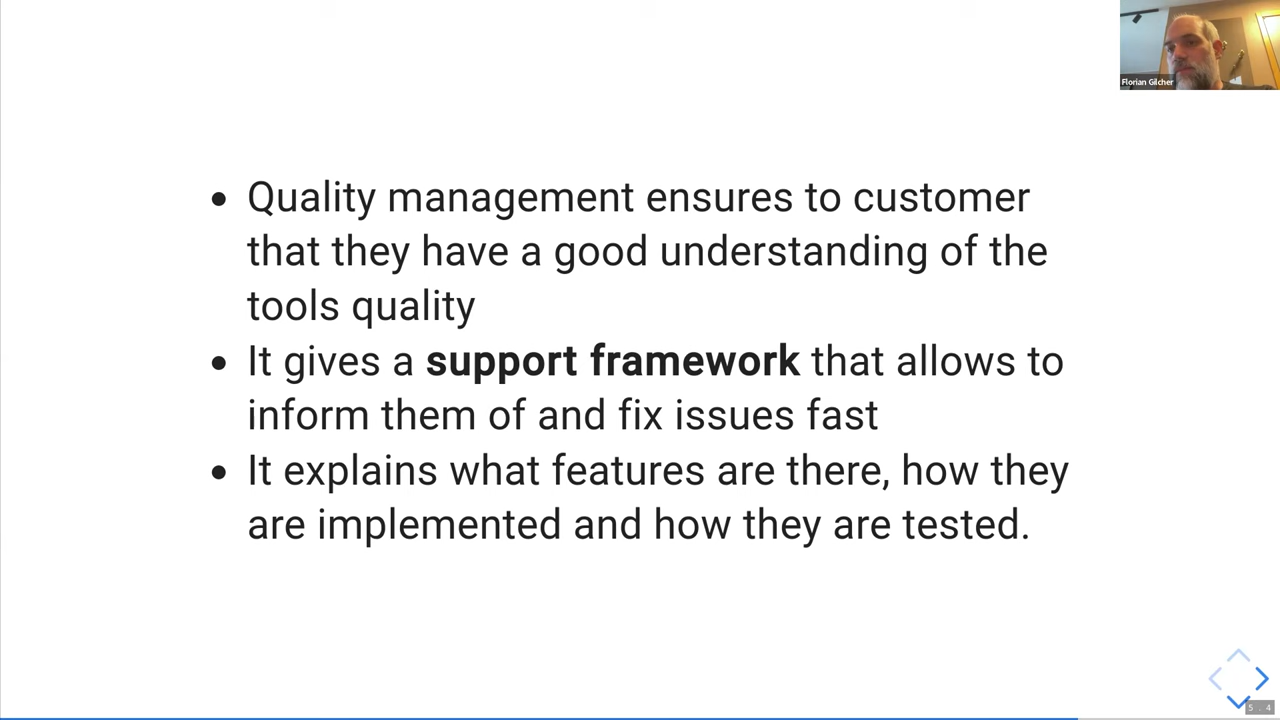 Florian Gilcher
Quality management ensures to customer
that they have a good understanding of the
tools quality
It gives a support framework that allows to
inform them of and fix issues fast
It explains what features are there, how they
are implemented and how they are tested.
5 . 4